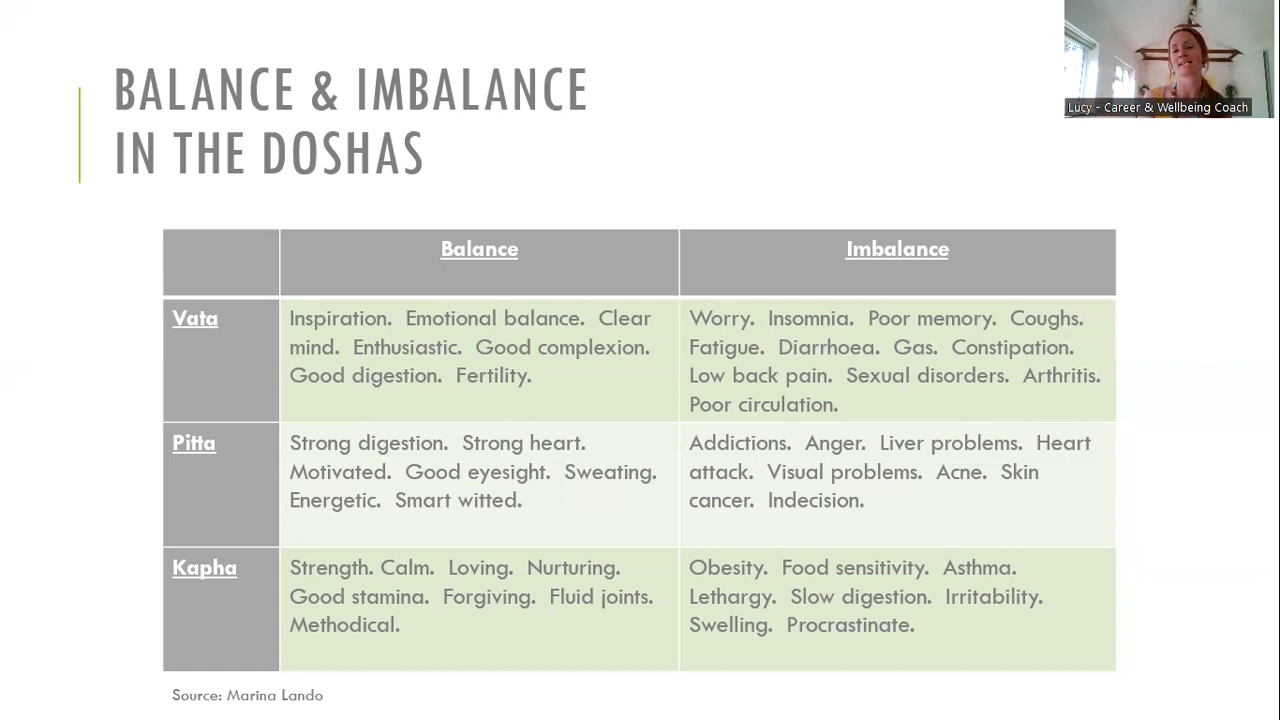 BALANCE & IMBALANCE
IN THE DOSHAS
Lucy - Career & Wellbeing Coach
Balance
Imbalance
Vata
Inspiration. Emotional balance. Clear
mind. Enthusiastic. Good complexion.
Good digestion. Fertility.
Worry. Insomnia. Poor memory. Coughs.
Fatigue. Diarrhoea. Gas. Constipation.
Low back pain. Sexual disorders. Arthritis.
Poor circulation.
Pitta
Strong digestion. Strong heart.
Motivated. Good eyesight. Sweating.
Energetic. Smart witted.
Addictions. Anger. Liver problems. Heart
attack. Visual problems. Acne. Skin
cancer. Indecision.
Kapha
Strength. Calm. Loving. Nurturing.
Good stamina. Forgiving. Fluid joints.
Methodical.
Obesity. Food sensitivity. Asthma.
Lethargy. Slow digestion. Irritability.
Swelling. Procrastinate.
Source: Marina Lando